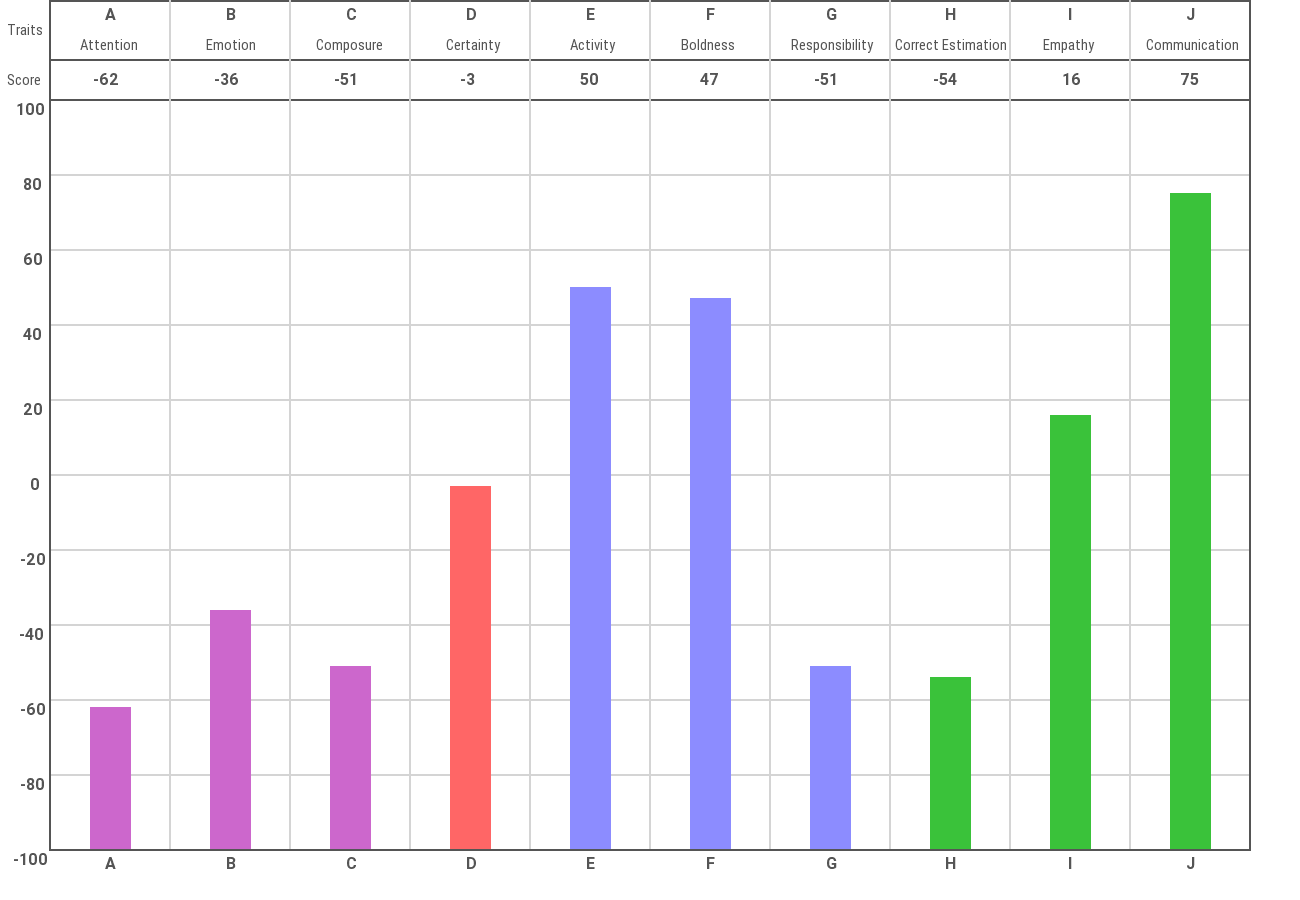 Traits A B C D E F G H I J
Attention Emotion Composure Certainty Activity Boldness Responsibility Correct Estimation Empathy Communication
Score -62 -36 -51 -3 50 47 -51 -54 16 75
100
80
60
40
20
0
-20
-40
-60
-80
-100
A B C D E F G H I J